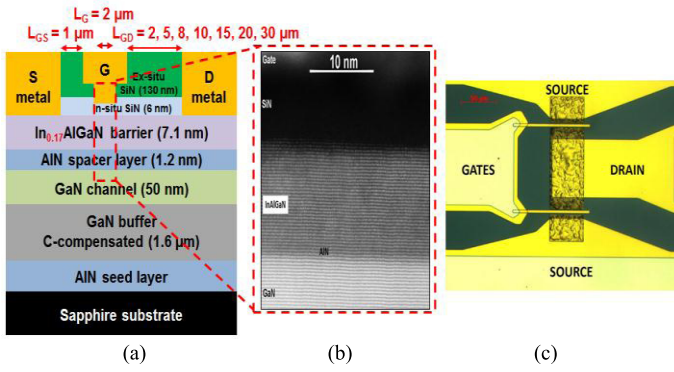 L_G = 2 µm
L_GS = 1 µm
L_GD = 2, 5, 8, 10, 15, 20, 30 µm
S
metal
G
Ex-situ
SiN (130 nm)
D
metal
In-situ SiN (6 nm)
In0.17AlGaN barrier (7.1 nm)
AlN spacer layer (1.2 nm)
GaN channel (50 nm)
GaN buffer
C-compensated (1.6 µm)
AlN seed layer
Sapphire substrate
(a)
Gate
10 nm
SiN
InAlGaN
AlN
GaN
(b)
SOURCE
GATES
DRAIN
SOURCE
(c)